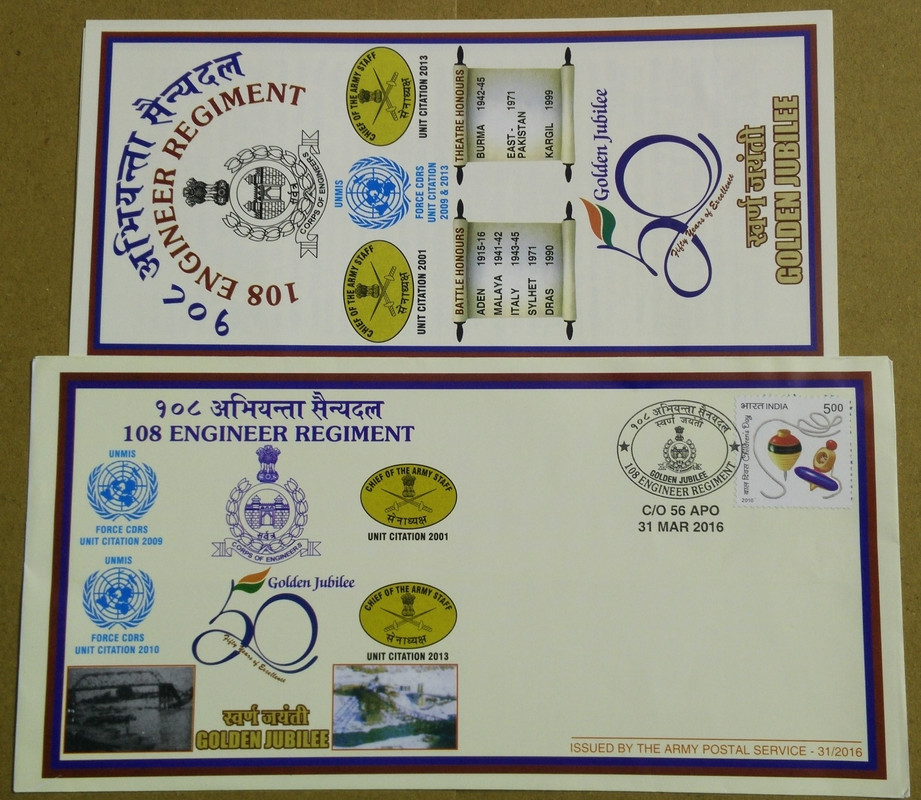 १०८ अभियन्ता सैन्यदल
108 ENGINEER REGIMENT
सर्वत्र
CORPS OF ENGINEERS
CHIEF OF THE ARMY STAFF
सेनाध्यक्ष
UNIT CITATION 2001
UNMIS
FORCE CDRS
UNIT CITATION
2009 & 2013
CHIEF OF THE ARMY STAFF
सेनाध्यक्ष
UNIT CITATION 2013
BATTLE HONOURS
ADEN 1915-16
MALAYA 1941-42
ITALY 1943-45
SYLHET 1971
DRAS 1990
THEATRE HONOURS
BURMA 1942-45
EAST - 1971
PAKISTAN
KARGIL 1999
Golden Jubilee
50
Fifty Years of Excellence
स्वर्ण जयंती
GOLDEN JUBILEE
१०८ अभियन्ता सैन्यदल
108 ENGINEER REGIMENT
UNMIS
FORCE CDRS
UNIT CITATION 2009
सर्वत्र
CORPS OF ENGINEERS
CHIEF OF THE ARMY STAFF
सेनाध्यक्ष
UNIT CITATION 2001
UNMIS
FORCE CDRS
UNIT CITATION 2010
Golden Jubilee
50
Fifty Years of Excellence
CHIEF OF THE ARMY STAFF
सेनाध्यक्ष
UNIT CITATION 2013
स्वर्ण जयंती
GOLDEN JUBILEE
१०८ अभियन्ता सैन्यदल
स्वर्ण जयंती
GOLDEN JUBILEE
108 ENGINEER REGIMENT
C/O 56 APO
31 MAR 2016
भारत INDIA
5.00
बाल दिवस Children's Day
2010
ISSUED BY THE ARMY POSTAL SERVICE - 31/2016